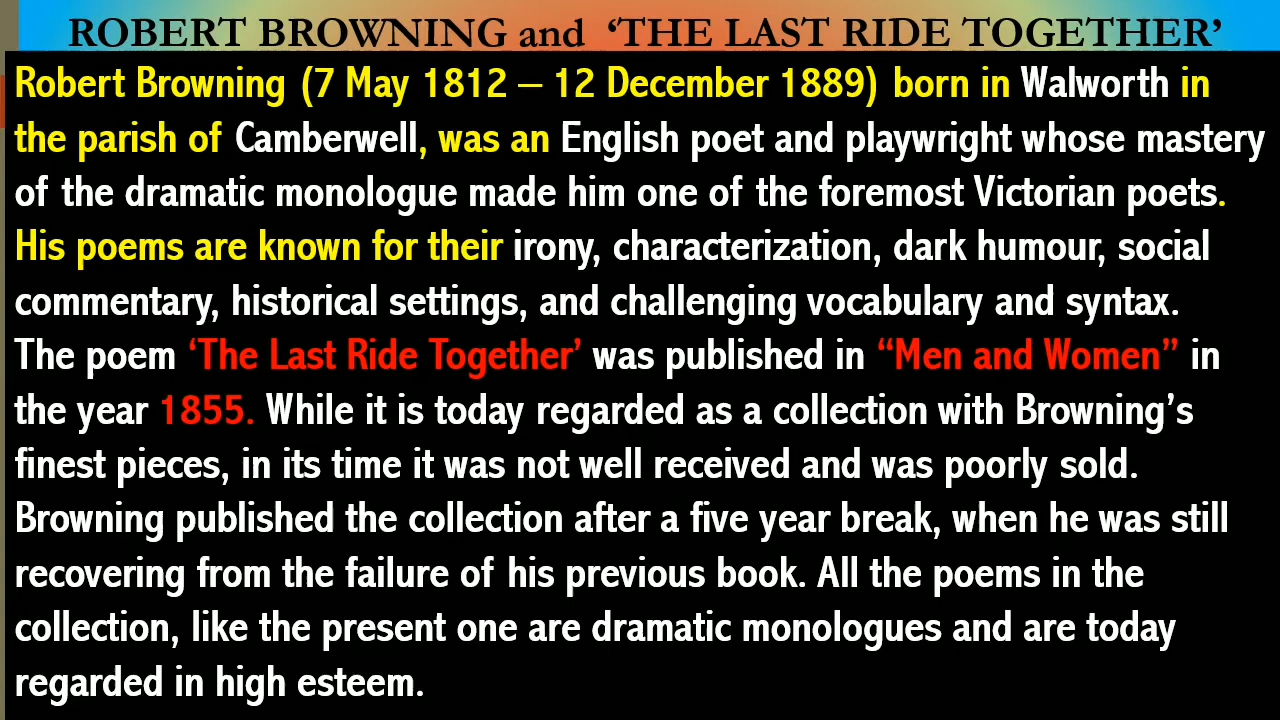 ROBERT BROWNING and ‘THE LAST RIDE TOGETHER’
Robert Browning (7 May 1812 – 12 December 1889) born in Walworth in
the parish of Camberwell, was an English poet and playwright whose mastery
of the dramatic monologue made him one of the foremost Victorian poets.
His poems are known for their irony, characterization, dark humour, social
commentary, historical settings, and challenging vocabulary and syntax.
The poem ‘The Last Ride Together’ was published in “Men and Women” in
the year 1855. While it is today regarded as a collection with Browning’s
finest pieces, in its time it was not well received and was poorly sold.
Browning published the collection after a five year break, when he was still
recovering from the failure of his previous book. All the poems in the
collection, like the present one are dramatic monologues and are today
regarded in high esteem.